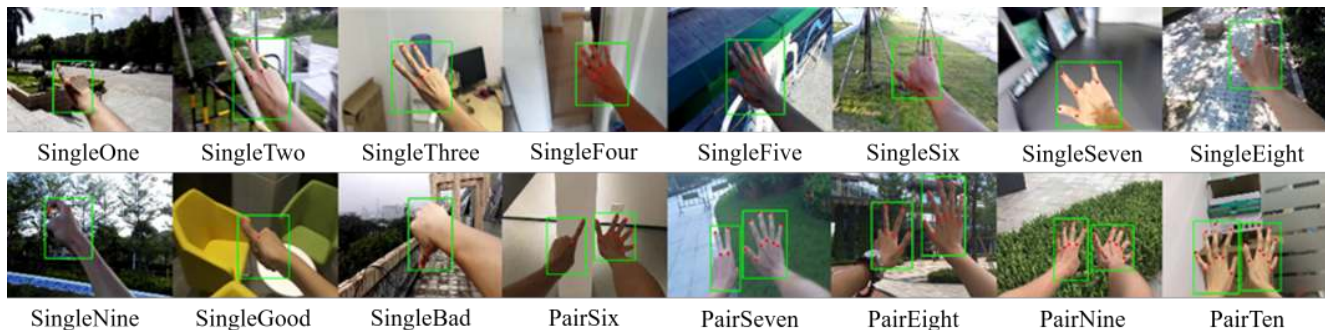 SingleOne SingleTwo SingleThree SingleFour SingleFive SingleSix SingleSeven SingleEight
SingleNine SingleGood SingleBad PairSix PairSeven PairEight PairNine PairTen